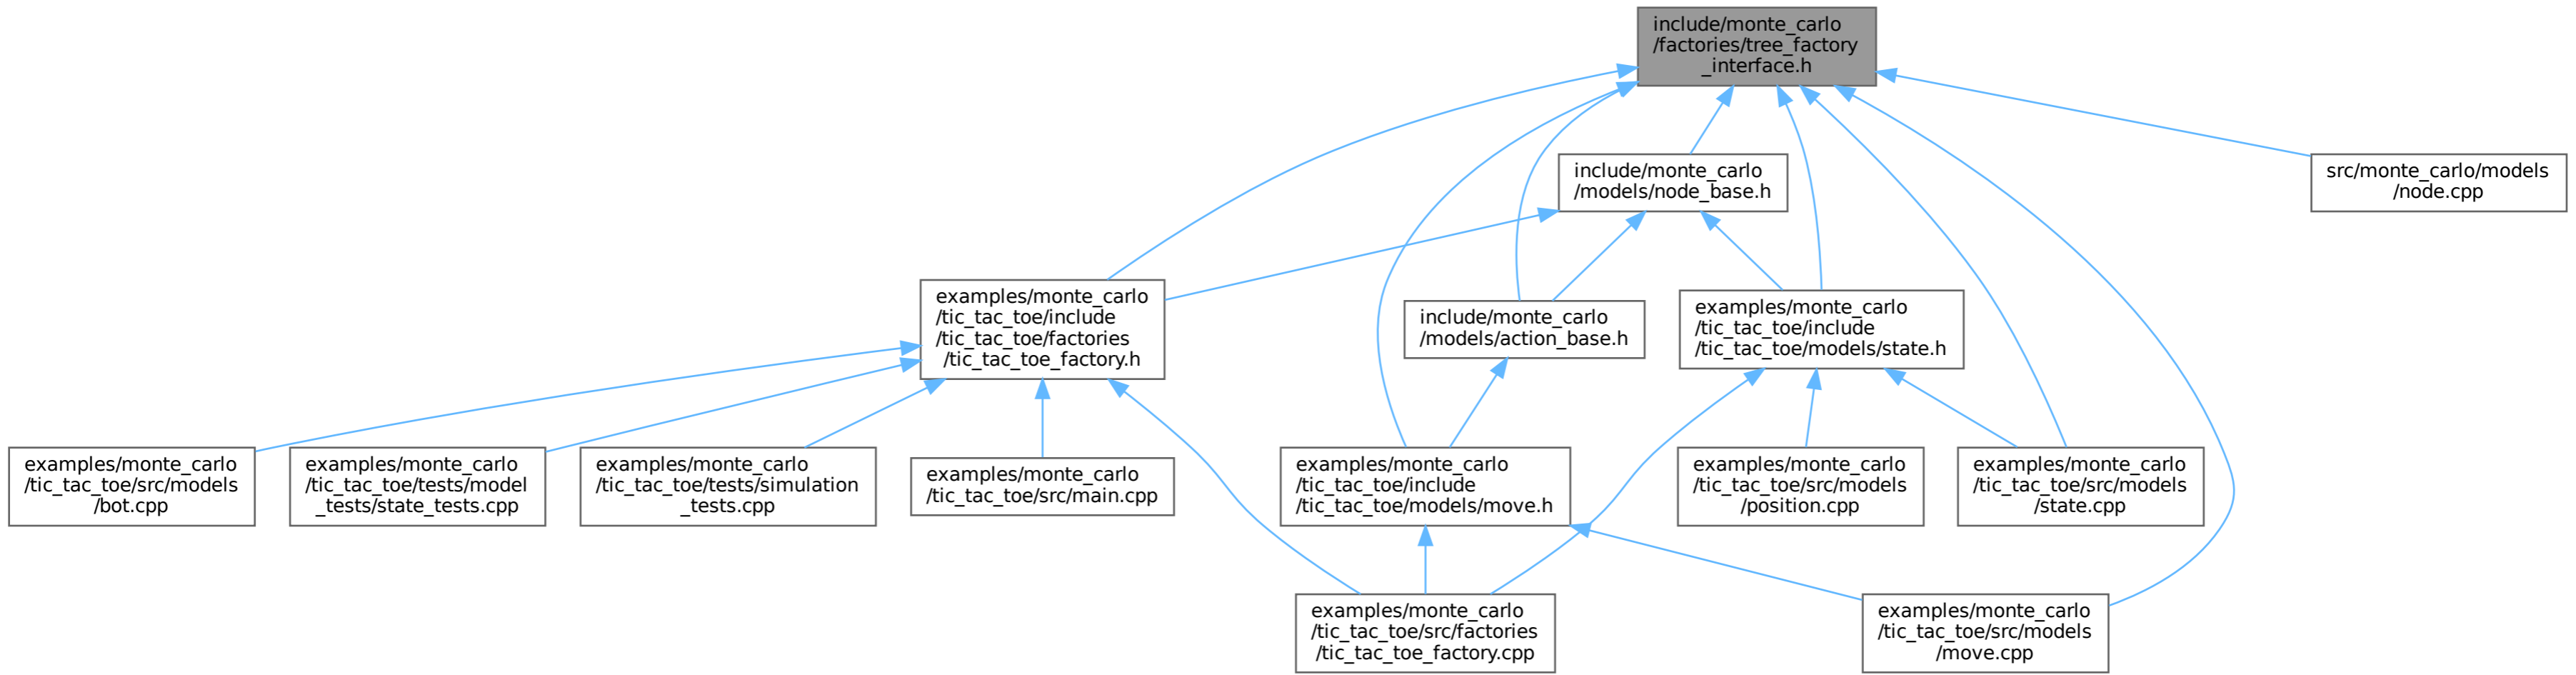 include/monte_carlo
/factories/tree_factory
_interface.h
include/monte_carlo
/models/node_base.h
src/monte_carlo/models
/node.cpp
examples/monte_carlo
/tic_tac_toe/include
/tic_tac_toe/factories
/tic_tac_toe_factory.h
include/monte_carlo
/models/action_base.h
examples/monte_carlo
/tic_tac_toe/include
/tic_tac_toe/models/state.h
examples/monte_carlo
/tic_tac_toe/src/models
/bot.cpp
examples/monte_carlo
/tic_tac_toe/tests/model
_tests/state_tests.cpp
examples/monte_carlo
/tic_tac_toe/tests/simulation
_tests.cpp
examples/monte_carlo
/tic_tac_toe/src/main.cpp
examples/monte_carlo
/tic_tac_toe/include
/tic_tac_toe/models/move.h
examples/monte_carlo
/tic_tac_toe/src/models
/position.cpp
examples/monte_carlo
/tic_tac_toe/src/models
/state.cpp
examples/monte_carlo
/tic_tac_toe/src/factories
/tic_tac_toe_factory.cpp
examples/monte_carlo
/tic_tac_toe/src/models
/move.cpp